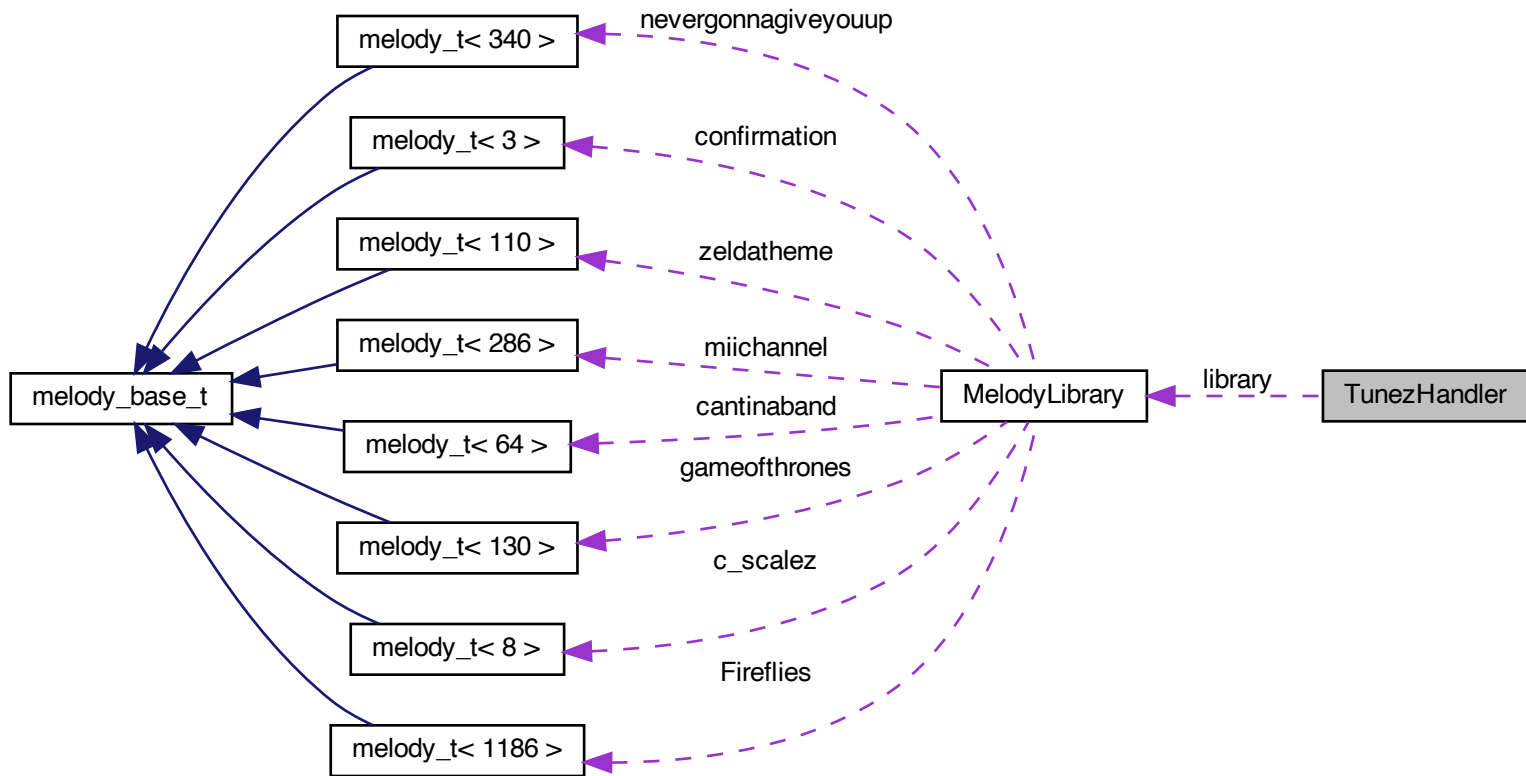 nevergonnagiveyouup
melody_t< 340 >
confirmation
melody_t< 3 >
zeldatheme
melody_t< 110 >
miichannel
melody_t< 286 >
melody_base_t
MelodyLibrary
library
TunezHandler
cantinaband
melody_t< 64 >
gameofthrones
melody_t< 130 >
c_scalez
melody_t< 8 >
Fireflies
melody_t< 1186 >